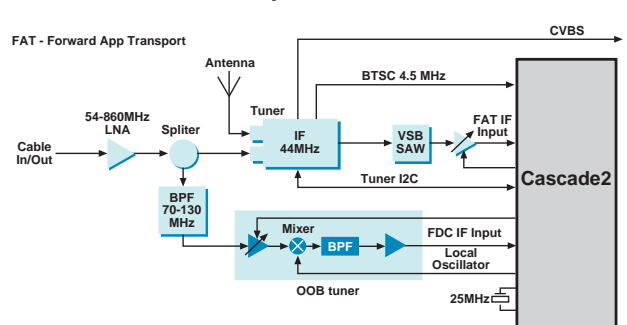 CVBS
FAT - Forward App Transport
Antenna
BTSC 4.5 MHz
Tuner
54-860MHz
LNA
Spliter
FAT IF
Input
IF
44MHz
VSB
SAW
Cable
In/Out
Tuner I2C
Cascade2
BPF
70-130
MHz
Mixer
FDC IF Input
BPF
Local
Oscillator
OOB tuner
25MHz